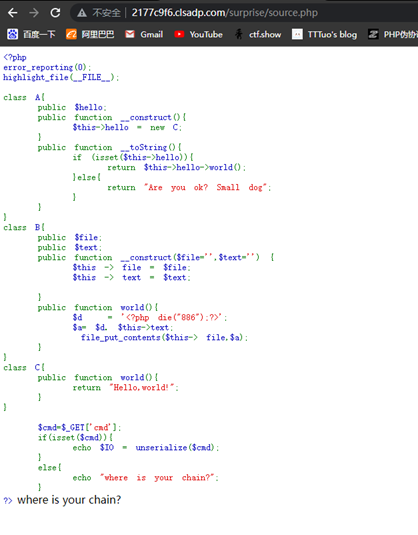 不安全 | 2177c9f6.clsadp.com/surprise/source.php
百度一下 阿里巴巴 Gmail YouTube ctf.show TTTuo's blog PHP伪协
<?php
error_reporting(0);
highlight_file(__FILE__);
class A{
public $hello;
public function __construct(){
$this->hello = new C;
}
public function __toString(){
if (isset($this->hello)){
return $this->hello->world();
}else{
return "Are you ok? Small dog";
}
}
}
class B{
public $file;
public $text;
public function __construct($file='',$text='') {
$this -> file = $file;
$this -> text = $text;
}
public function world(){
$d = '<?php die("886");?>';
$a= $d. $this->text;
file_put_contents($this-> file,$a);
}
}
class C{
public function world(){
return "Hello,world!";
}
}
$cmd=$_GET['cmd'];
if(isset($cmd)){
echo $IO = unserialize($cmd);
}
else{
echo "where is your chain?";
}
?> where is your chain?